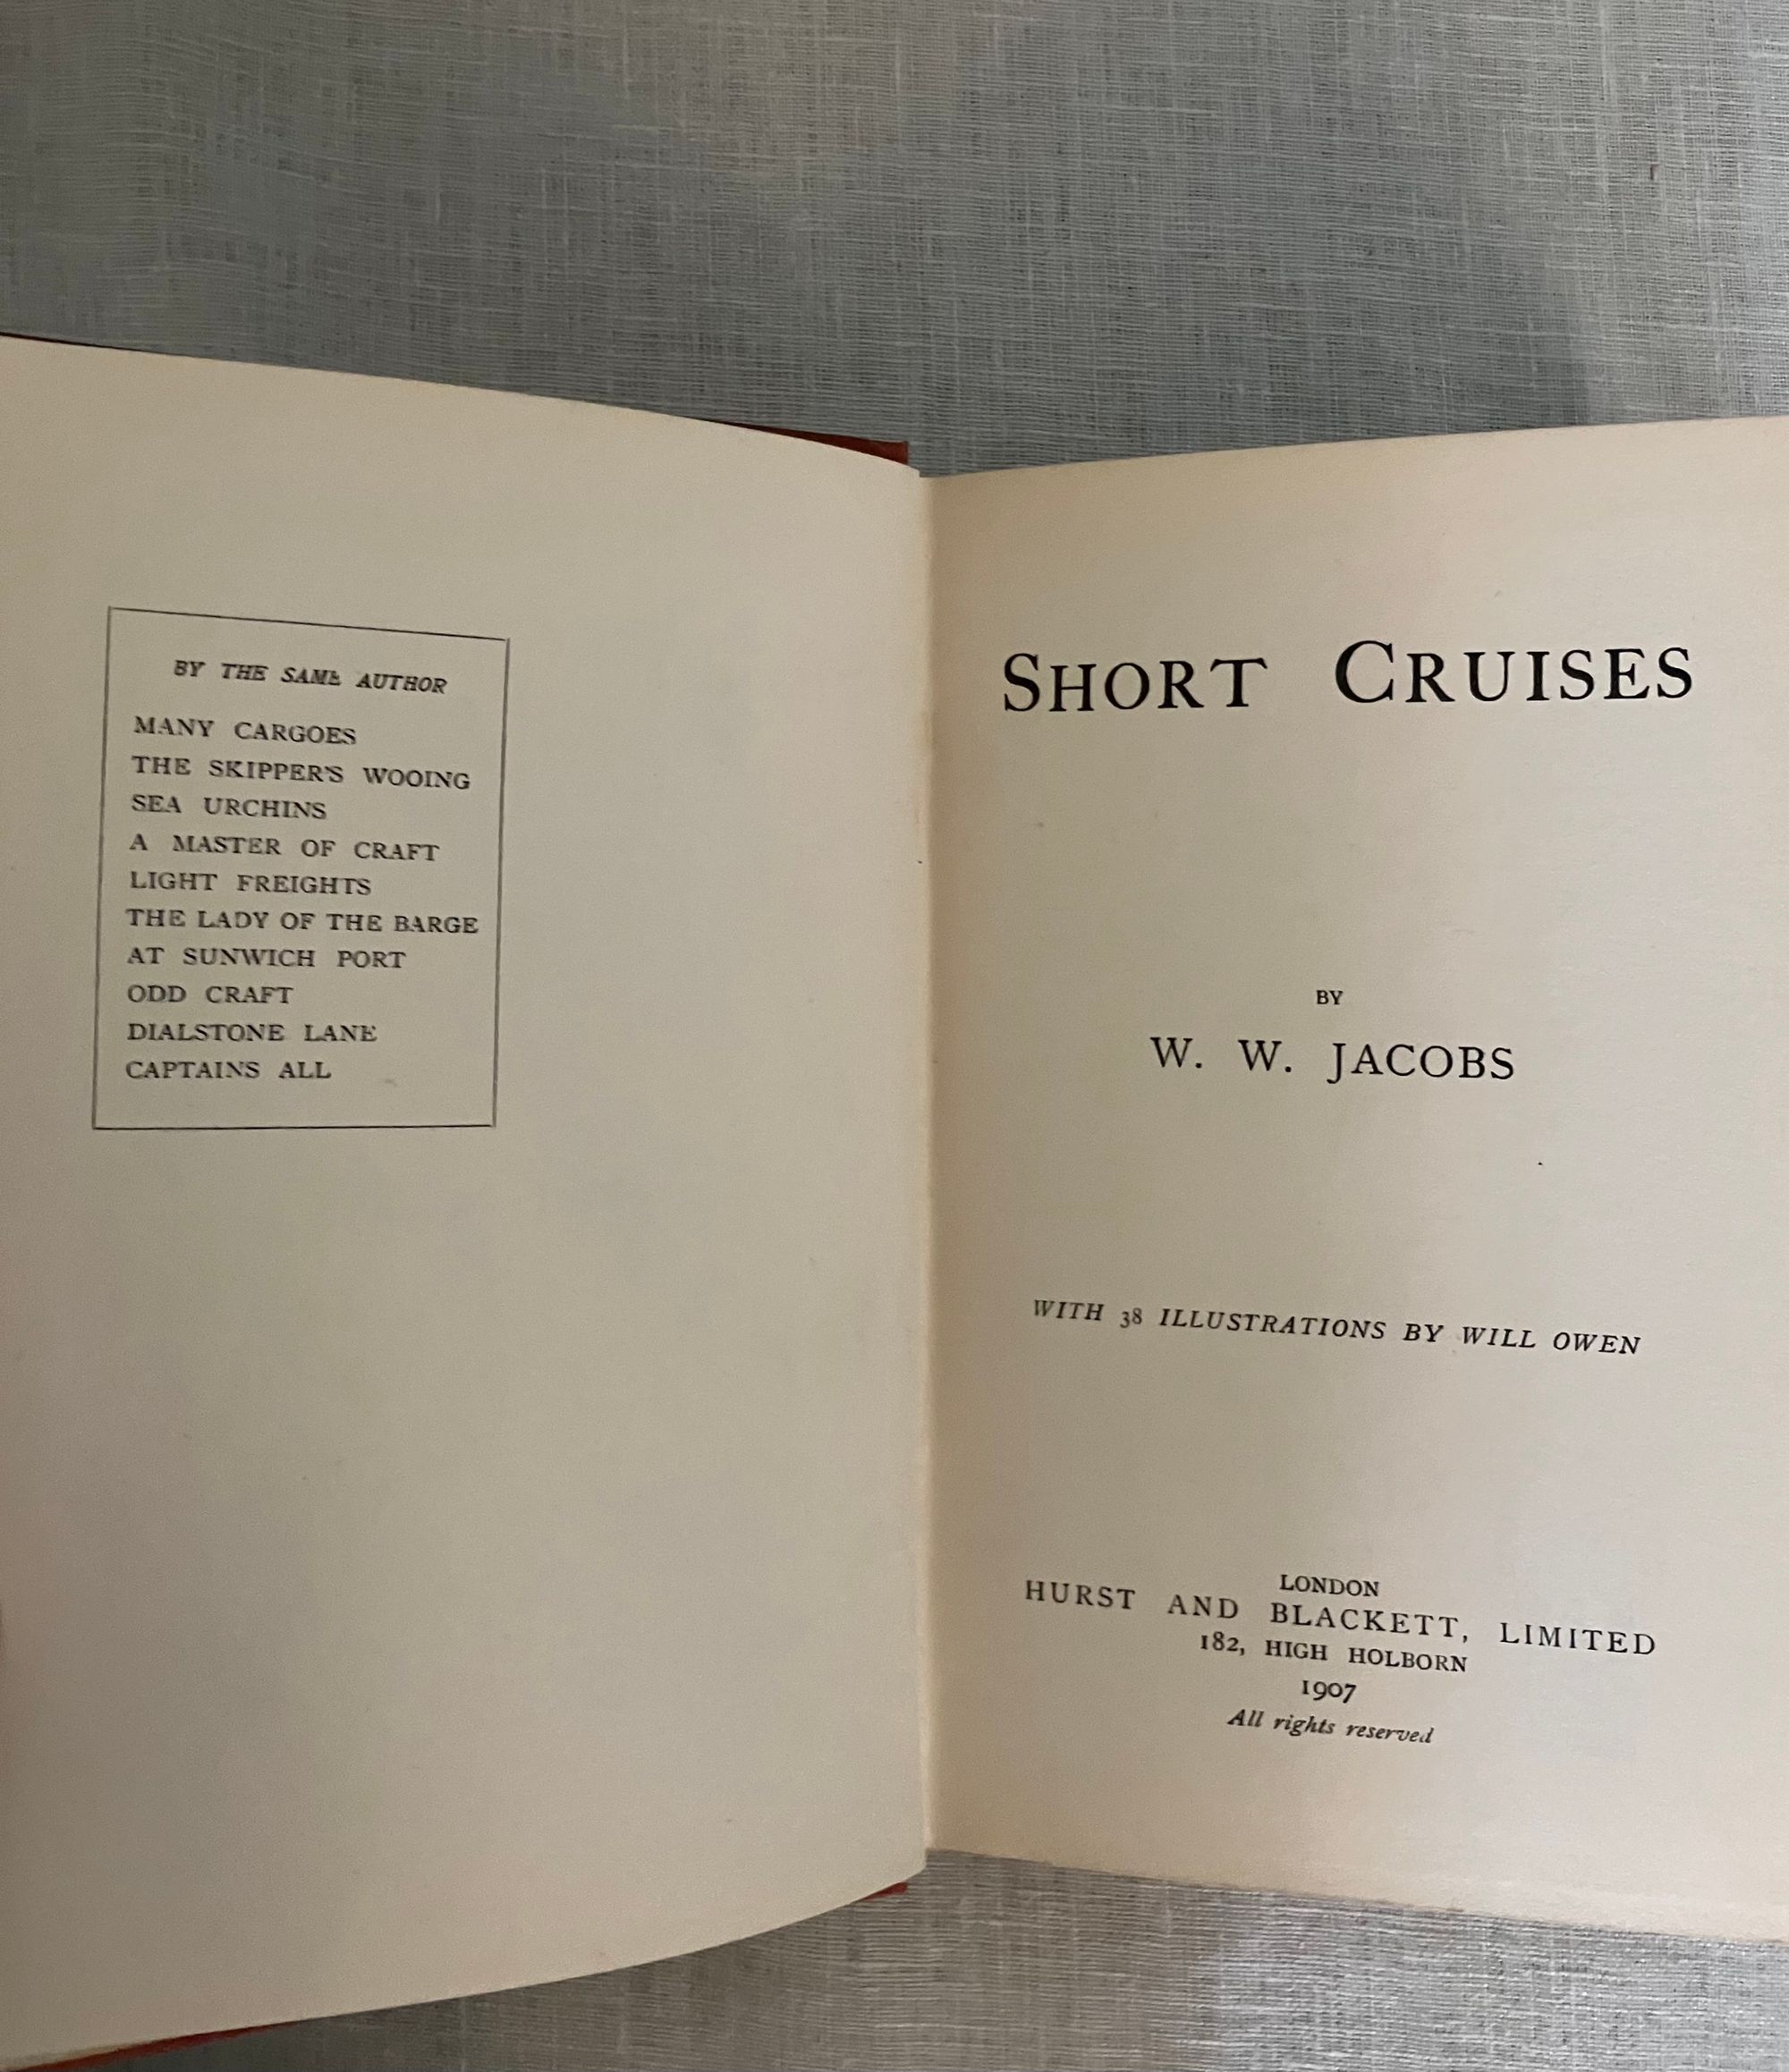 BY THE SAME AUTHOR
MANY CARGOES
THE SKIPPER'S WOOING
SEA URCHINS
A MASTER OF CRAFT
LIGHT FREIGHTS
THE LADY OF THE BARGE
AT SUNWICH PORT
ODD CRAFT
DIALSTONE LANE
CAPTAINS ALL
SHORT CRUISES
BY
W. W. JACOBS
WITH 38 ILLUSTRATIONS BY WILL OWEN
LONDON
HURST AND BLACKETT, LIMITED
182, HIGH HOLBORN
1907
All rights reserved